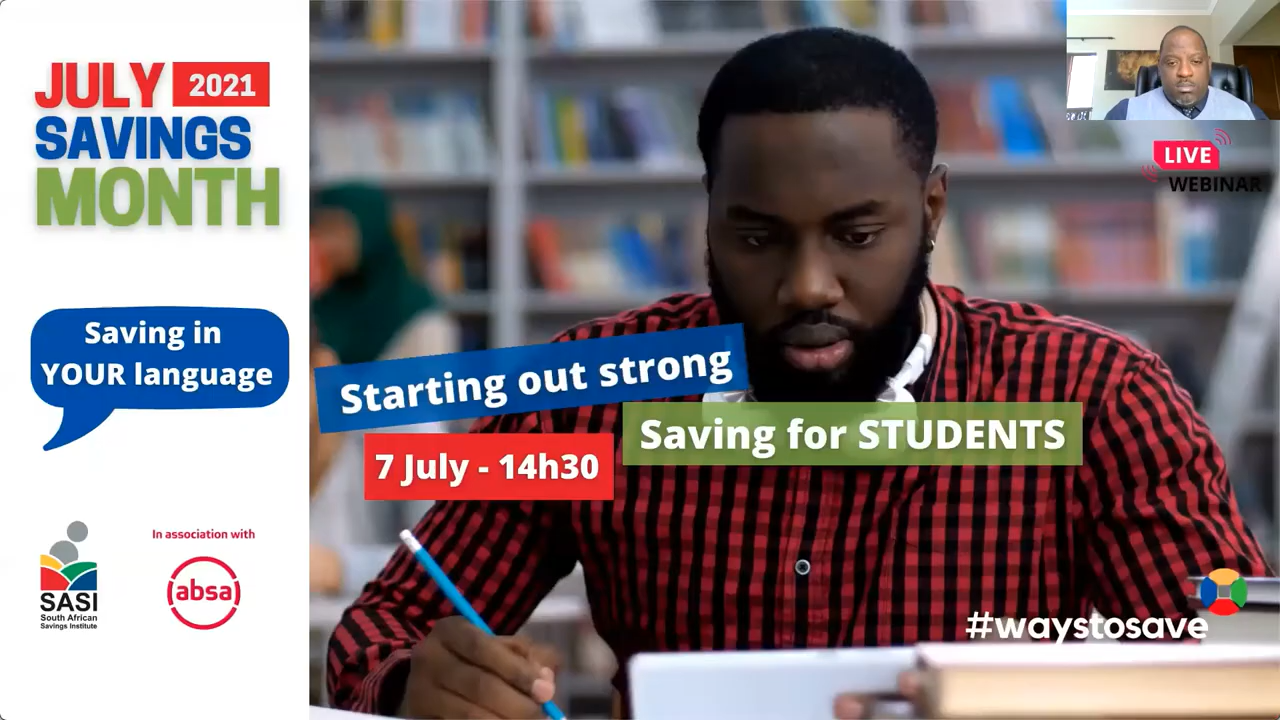 JULY 2021
SAVINGS
MONTH
Saving in
YOUR language
SASI
South African
Savings Institute
In association with
absa
LIVE
WEBINAR
Starting out strong
Saving for STUDENTS
7 July - 14h30
#waystosave